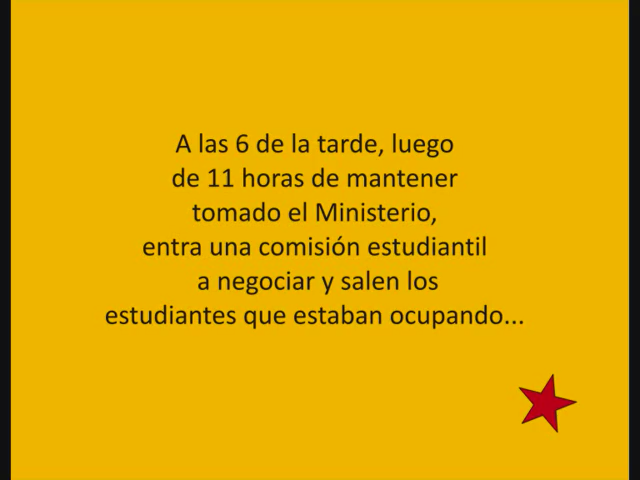 A las 6 de la tarde, luego
de 11 horas de mantener
tomado el Ministerio,
entra una comisión estudiantil
a negociar y salen los
estudiantes que estaban ocupando...